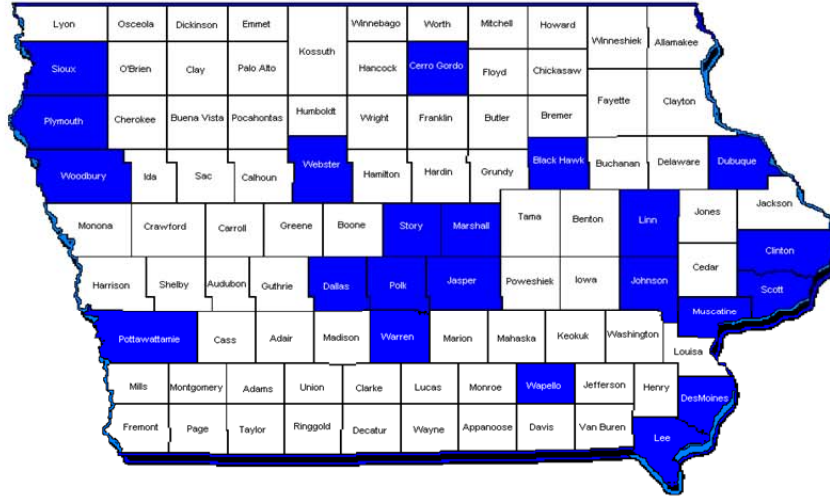 Lyon Osceola Dickinson Emmet Kossuth Winnebago Worth Mitchell Howard Winneshiek Allamakee
Sioux O'Brien Clay Palo Alto Hancock Cerro Gordo Floyd Chickasaw
Plymouth Cherokee Buena Vista Pocahontas Humboldt Wright Franklin Butler Bremer Fayette Clayton
Woodbury Ida Sac Calhoun Webster Hamilton Hardin Grundy Black Hawk Buchanan Delaware Dubuque
Monona Crawford Carroll Greene Boone Story Marshall Tama Benton Linn Jones Jackson
Clinton
Harrison Shelby Audubon Guthrie Dallas Polk Jasper Poweshiek Iowa Johnson Cedar Scott
Muscatine
Pottawattamie Cass Adair Madison Warren Marion Mahaska Keokuk Washington Louisa
Mills Montgomery Adams Union Clarke Lucas Monroe Wapello Jefferson Henry DesMoines
Fremont Page Taylor Ringgold Decatur Wayne Appanoose Davis Van Buren Lee